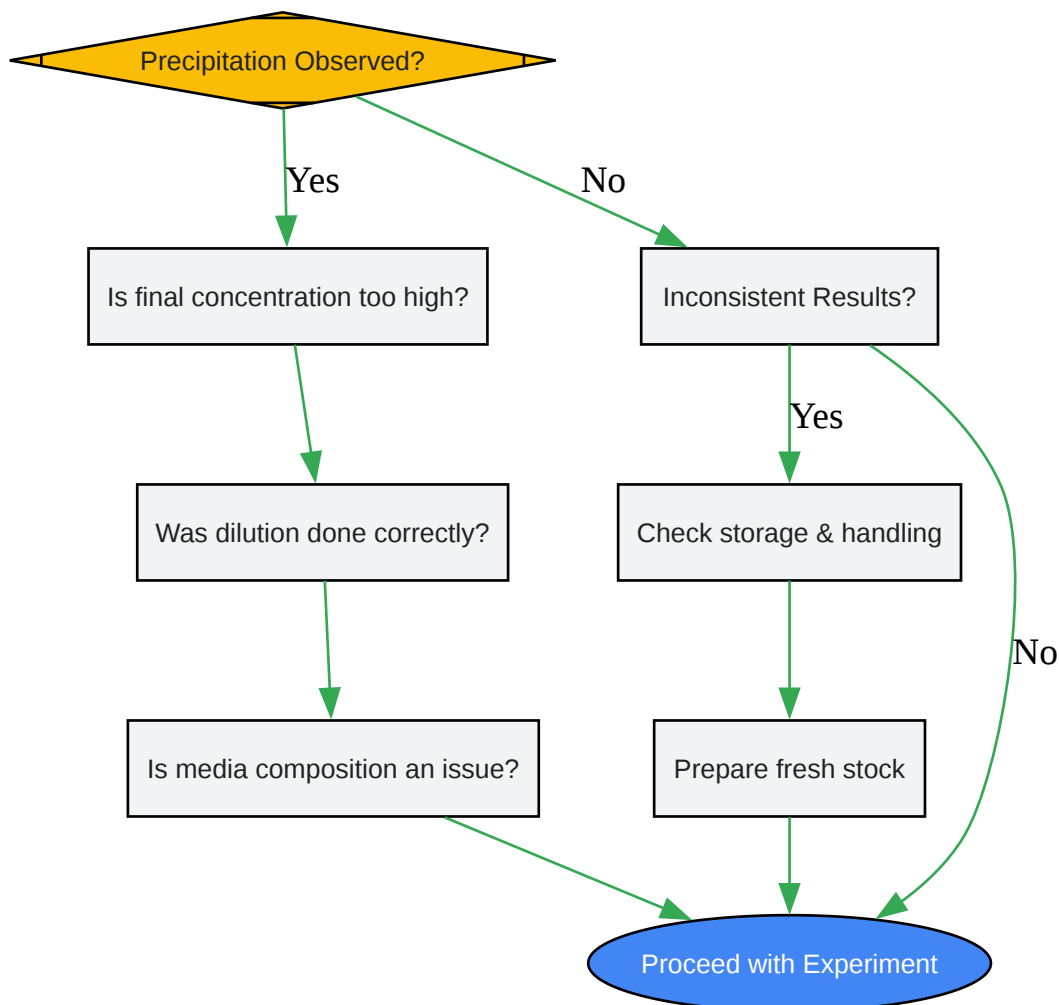 Precipitation Observed?
Yes
No
Is final concentration too high?
Inconsistent Results?
Yes
Was dilution done correctly?
Check storage & handling
No
Is media composition an issue?
Prepare fresh stock
Proceed with Experiment